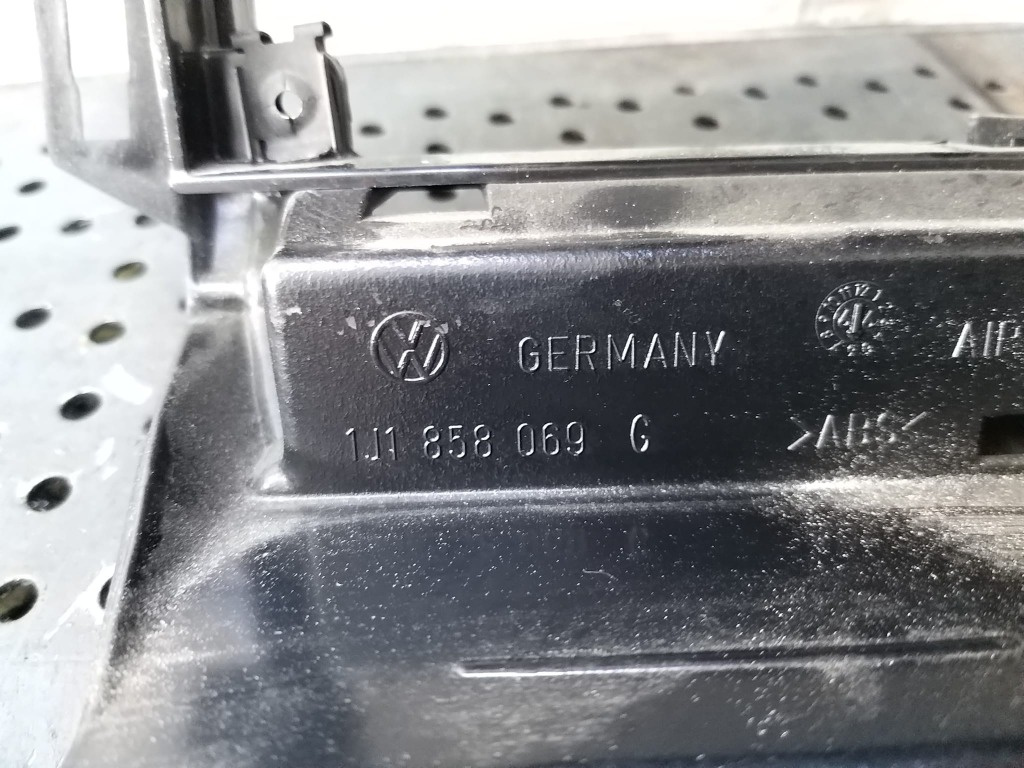 GERMANY
1J1 858 069 G
>ABS<